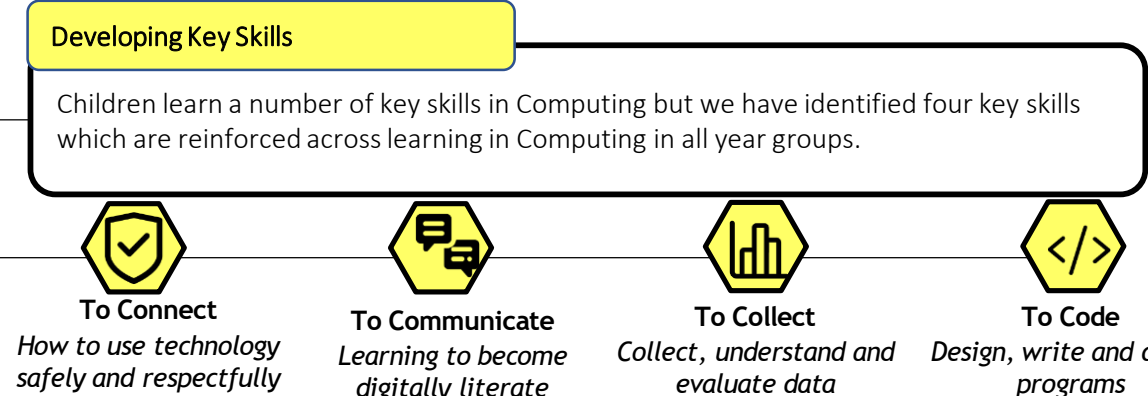 Developing Key Skills
Children learn a number of key skills in Computing but we have identified four key skills
which are reinforced across learning in Computing in all year groups.
To Connect
How to use technology
safely and respectfully
To Communicate
Learning to become
digitally literate
To Collect
Collect, understand and
evaluate data
To Code
Design, write and
programs